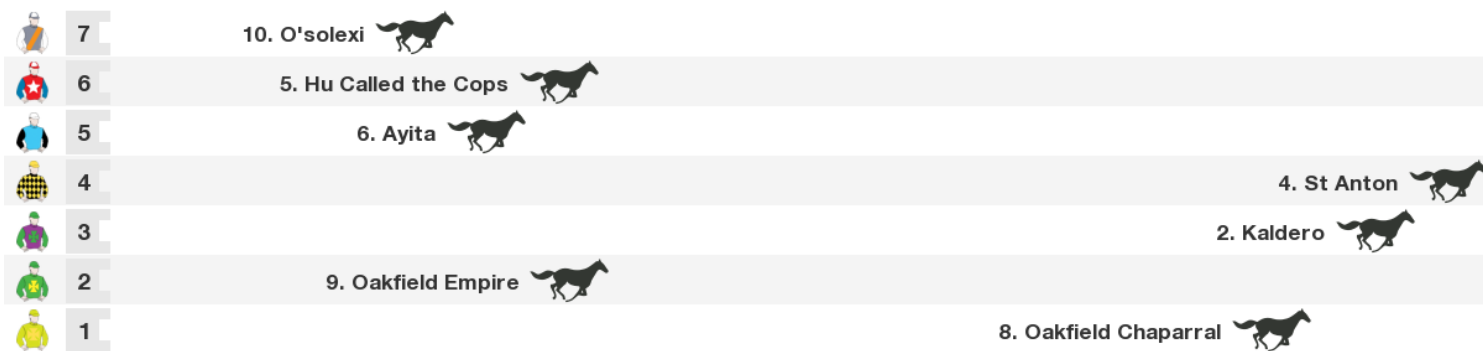 7 10. O'solexi
6 5. Hu Called the Cops
5 6. Ayita
4 4. St Anton
3 2. Kaldero
2 9. Oakfield Empire
1 8. Oakfield Chaparral